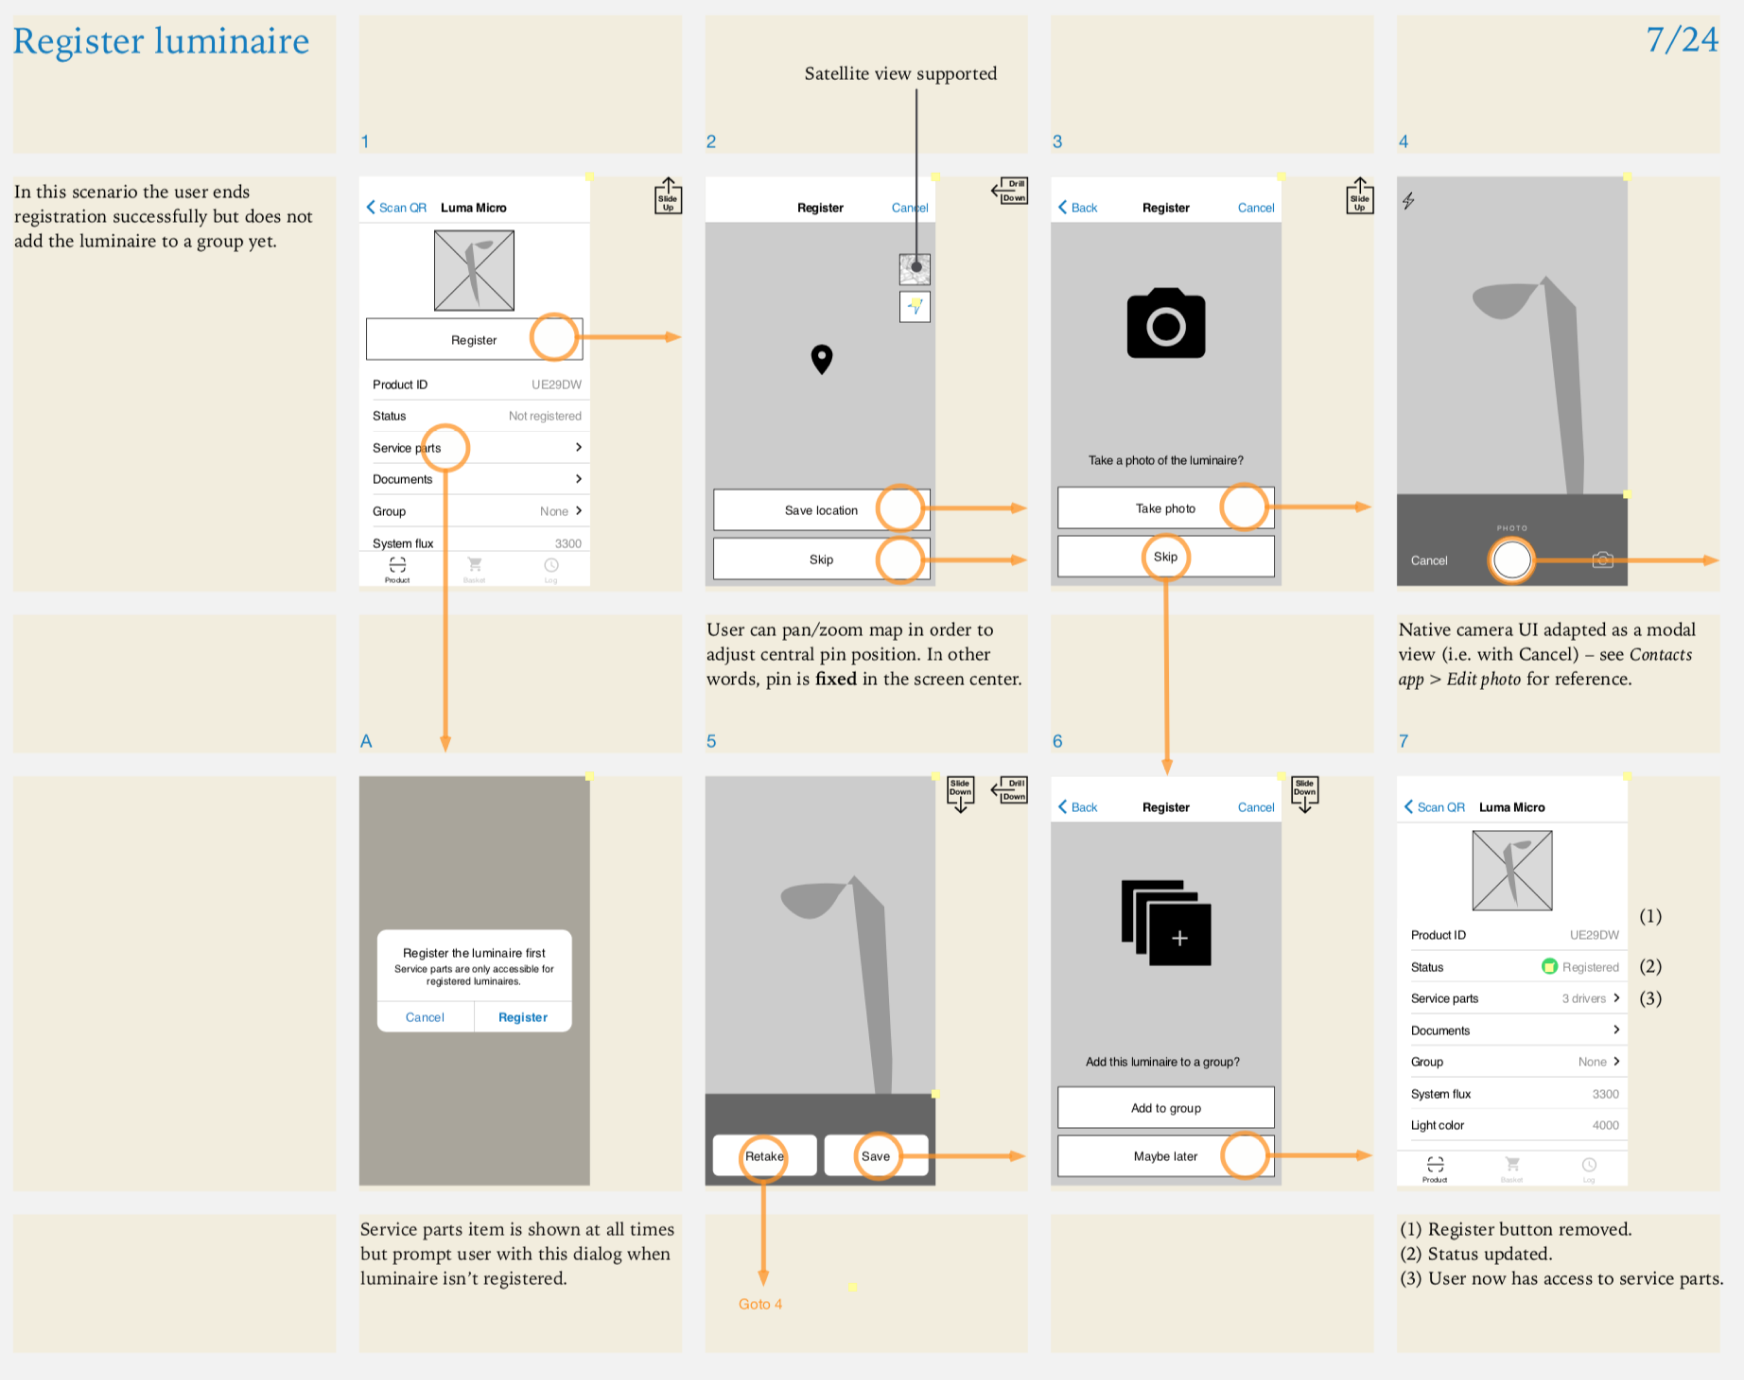 Register luminaire
7/24
Satellite view supported
1
2
3
4
In this scenario the user ends
registration successfully but does not
add the luminaire to a group yet.
Scan QR Luma Micro
Slide
Up
Register
Product ID UE29DW
Status Not registered
Service parts
Documents
Group None
System flux 3300
Product Basket Log
Register Cancel
Drill
Down
Save location
Skip
Back Register Cancel
Slide
Up
Take a photo of the luminaire?
Take photo
Skip
PHOTO
Cancel
User can pan/zoom map in order to
adjust central pin position. In other
words, pin is fixed in the screen center.
Native camera UI adapted as a modal
view (i.e. with Cancel) – see Contacts
app > Edit photo for reference.
A
5
6
7
Register the luminaire first
Service parts are only accessible for
registered luminaires.
Cancel Register
Slide
Down
Drill
Down
Retake Save
Goto 4
Back Register Cancel
Slide
Down
Add this luminaire to a group?
Add to group
Maybe later
Scan QR Luma Micro
(1)
Product ID UE29DW
Status Registered (2)
Service parts 3 drivers (3)
Documents
Group None
System flux 3300
Light color 4000
Product Basket Log
Service parts item is shown at all times
but prompt user with this dialog when
luminaire isn't registered.
(1) Register button removed.
(2) Status updated.
(3) User now has access to service parts.